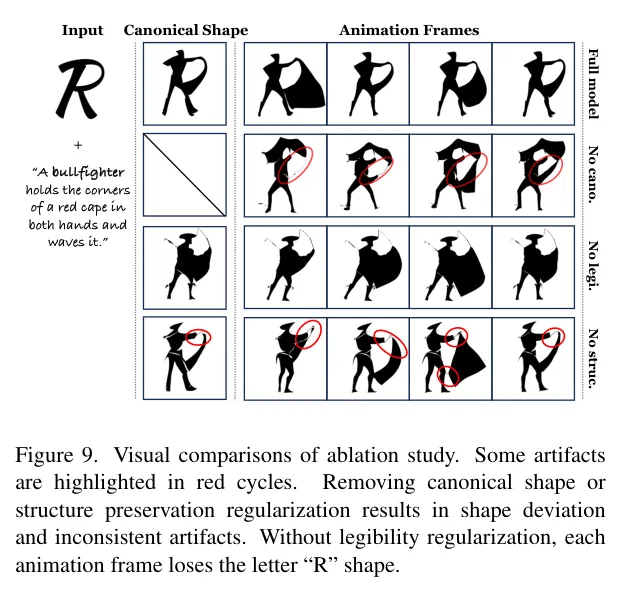 Input
Canonical Shape
Animation Frames
R
+
"A bullfighter
holds the corners
of a red cape in
both hands and
waves it."
Full model
No cano.
No legi.
No struc.
Figure 9. Visual comparisons of ablation study. Some artifacts
are highlighted in red cycles. Removing canonical shape or
structure preservation regularization results in shape deviation
and inconsistent artifacts. Without legibility regularization, each
animation frame loses the letter “R” shape.